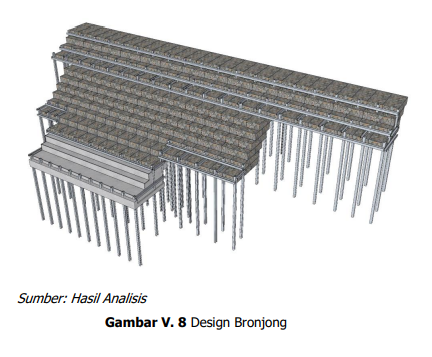 Sumber: Hasil Analisis
Gambar V. 8 Design Bronjong